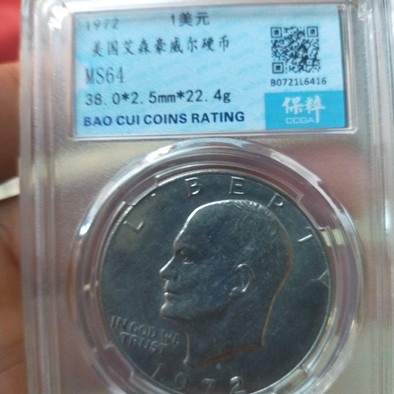 1972 1美元
美国艾森豪威尔硬币
MS64
B0721L6416
38.0*2.5mm*22.4g
保粹
BAO CUI COINS RATING
CCGA
LIBERTY
IN GOD WE
TRUST
1972